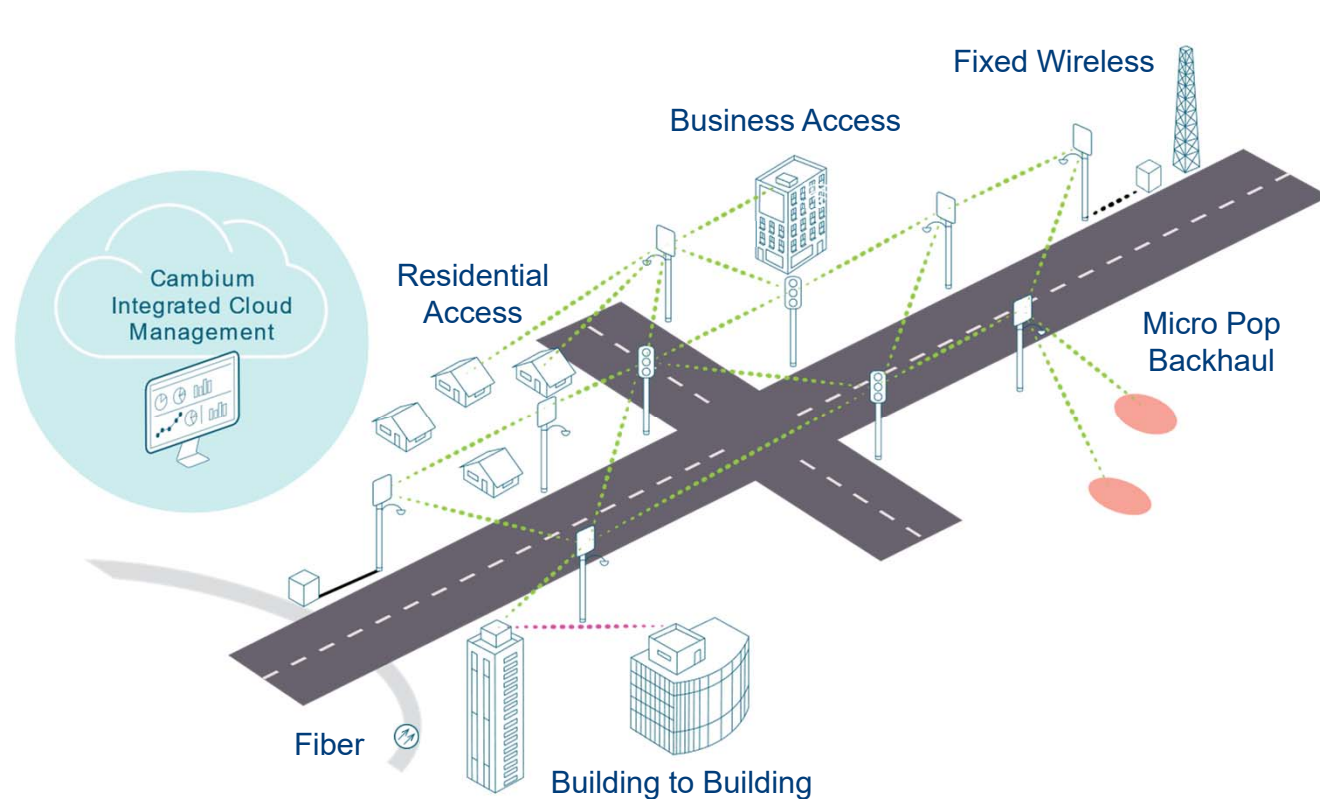 Fixed Wireless
Business Access
Cambium
Integrated Cloud
Management
Residential
Access
Micro Pop
Backhaul
Fiber
Building to Building